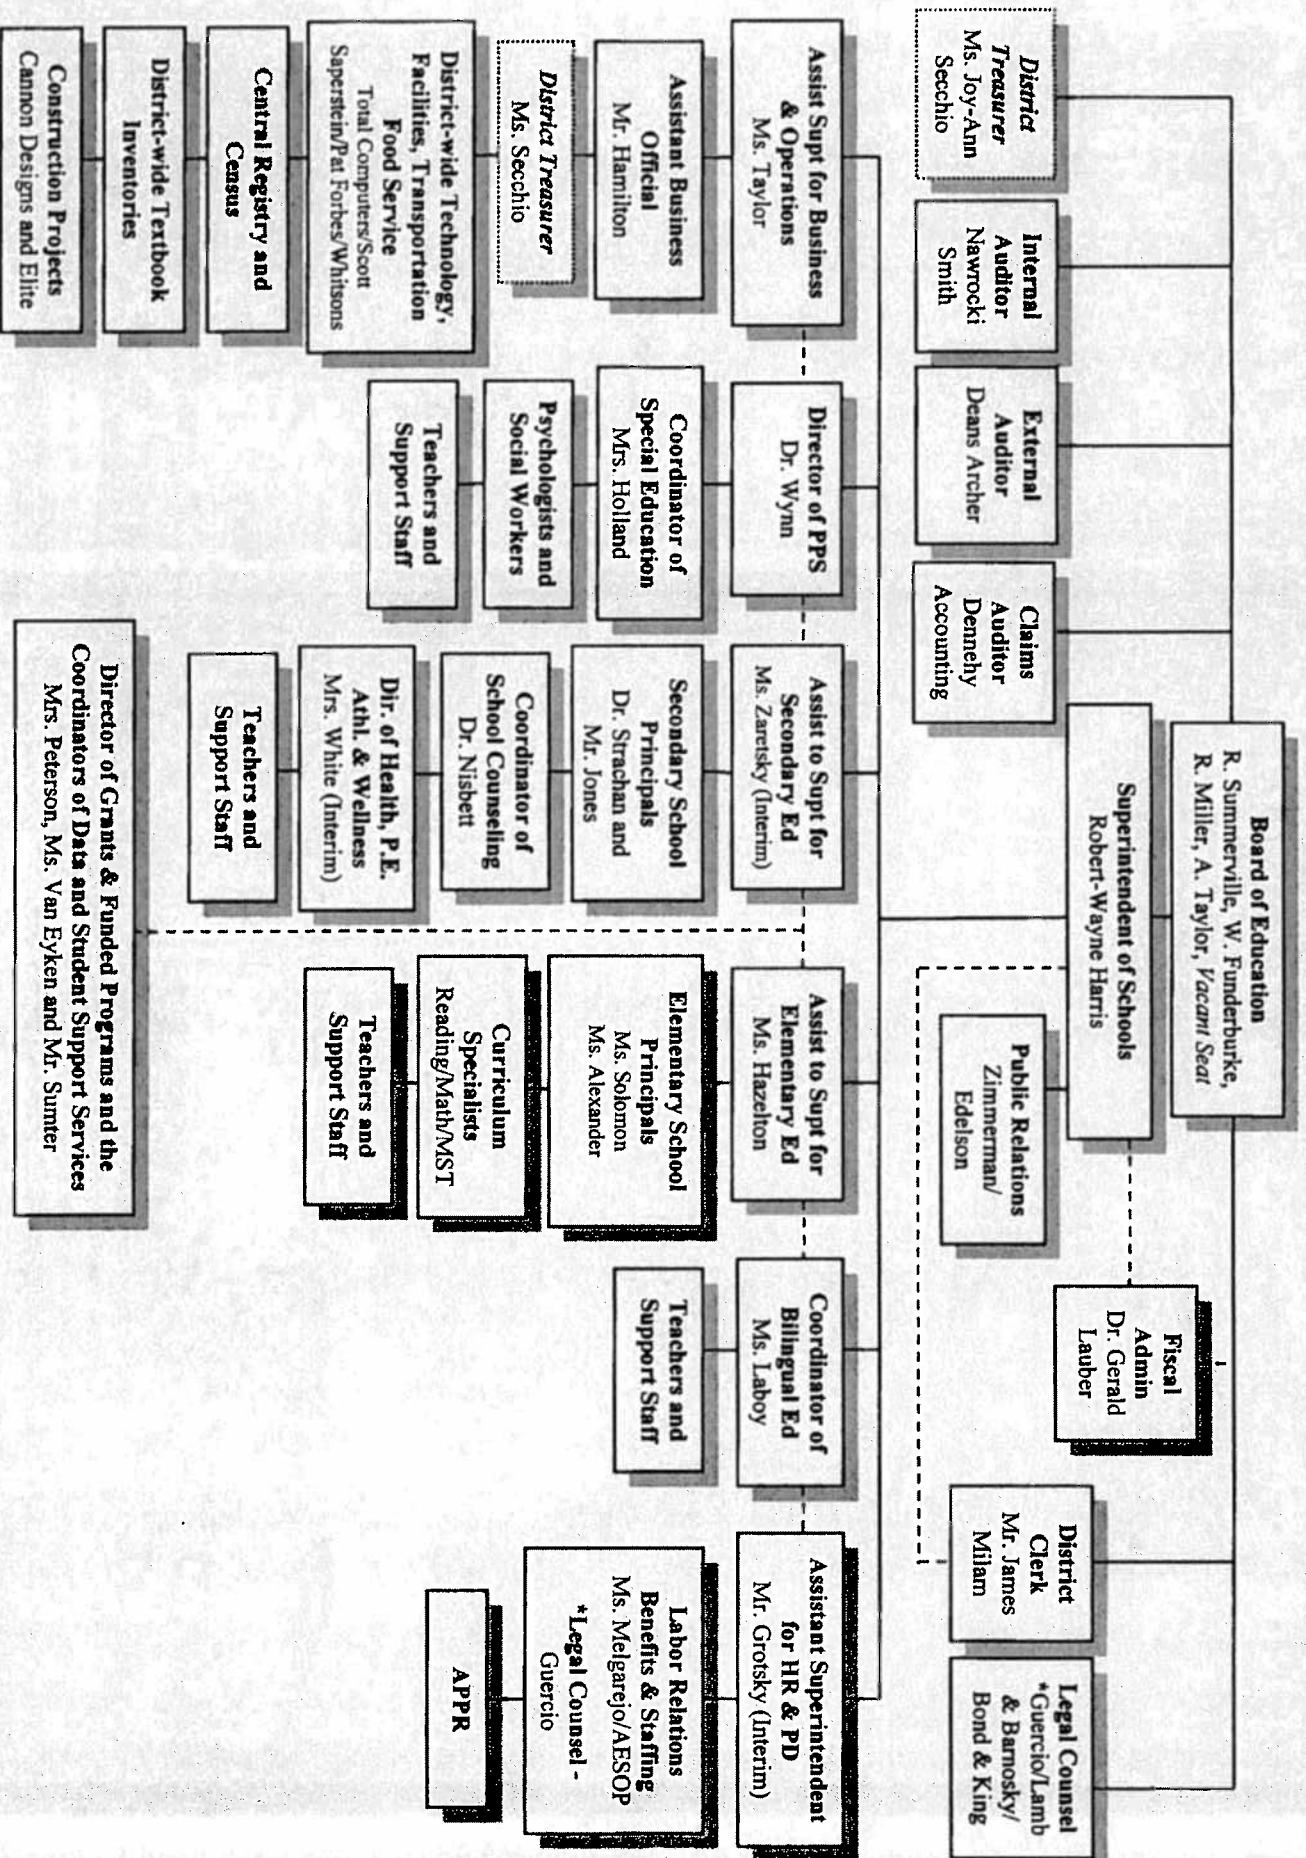 Board of Education
R. Summerville, W. Funderburke,
R. Miller, A. Taylor, Vacant Seat
Superintendent of Schools
Robert-Wayne Harris
Fiscal
Admin
Dr. Gerald
Lauber
District
Treasurer
Ms. Joy-Ann
Secchio
Internal
Auditor
Nawrocki
Smith
External
Auditor
Deans Archer
Claims
Auditor
Dennehy
Accounting
Public Relations
Zimmerman/
Edelson
District
Clerk
Mr. James
Milam
Legal Counsel
*Guercio/Lamb
& Barnosky/
Bond & King
Assist Supt for Business
& Operations
Ms. Taylor
Director of PPS
Dr. Wynn
Assist to Supt for
Secondary Ed
Ms. Zaretsky (Interim)
Assist to Supt for
Elementary Ed
Ms. Hazelton
Coordinator of
Bilingual Ed
Ms. Laboy
Assistant Superintendent
for HR & PD
Mr. Grotsky (Interim)
Assistant Business
Official
Mr. Hamilton
District Treasurer
Ms. Secchio
District-wide Technology,
Facilities, Transportation
Food Service
Total Computers/Scott
Saperstein/Pat Forbes/Whitsons
Central Registry and
Census
District-wide Textbook
Inventories
Construction Projects
Cannon Designs and Elite
Coordinator of
Special Education
Mrs. Holland
Psychologists and
Social Workers
Teachers and
Support Staff
Secondary School
Principals
Dr. Strachan and
Mr. Jones
Coordinator of
School Counseling
Dr. Nisbett
Dir. of Health, P.E.
Athl. & Wellness
Mrs. White (Interim)
Teachers and
Support Staff
Elementary School
Principals
Ms. Solomon
Ms. Alexander
Curriculum
Specialists
Reading/Math/MST
Teachers and
Support Staff
Teachers and
Support Staff
Labor Relations
Benefits & Staffing
Ms. Melgarejo/AESOP
*Legal Counsel -
Guercio
APPR
Director of Grants & Funded Programs and the
Coordinators of Data and Student Support Services
Mrs. Peterson, Ms. Van Eyken and Mr. Sumter